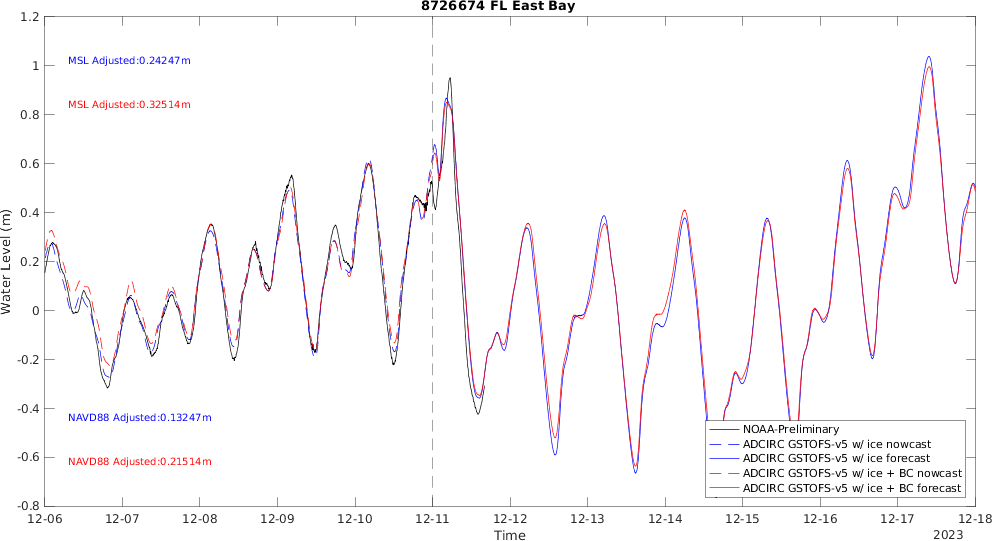 8726674 FL East Bay
1.2
1
0.8
0.6
0.4
0.2
0
-0.2
-0.4
-0.6
-0.8
Water Level (m)
MSL Adjusted:0.24247m
MSL Adjusted:0.32514m
NAVD88 Adjusted:0.13247m
NAVD88 Adjusted:0.21514m
NOAA-Preliminary
ADCIRC GSTOFS-v5 w/ ice nowcast
ADCIRC GSTOFS-v5 w/ ice forecast
ADCIRC GSTOFS-v5 w/ ice + BC nowcast
ADCIRC GSTOFS-v5 w/ ice + BC forecast
12-06 12-07 12-08 12-09 12-10 12-11 12-12 12-13 12-14 12-15 12-16 12-17 12-18
Time
2023